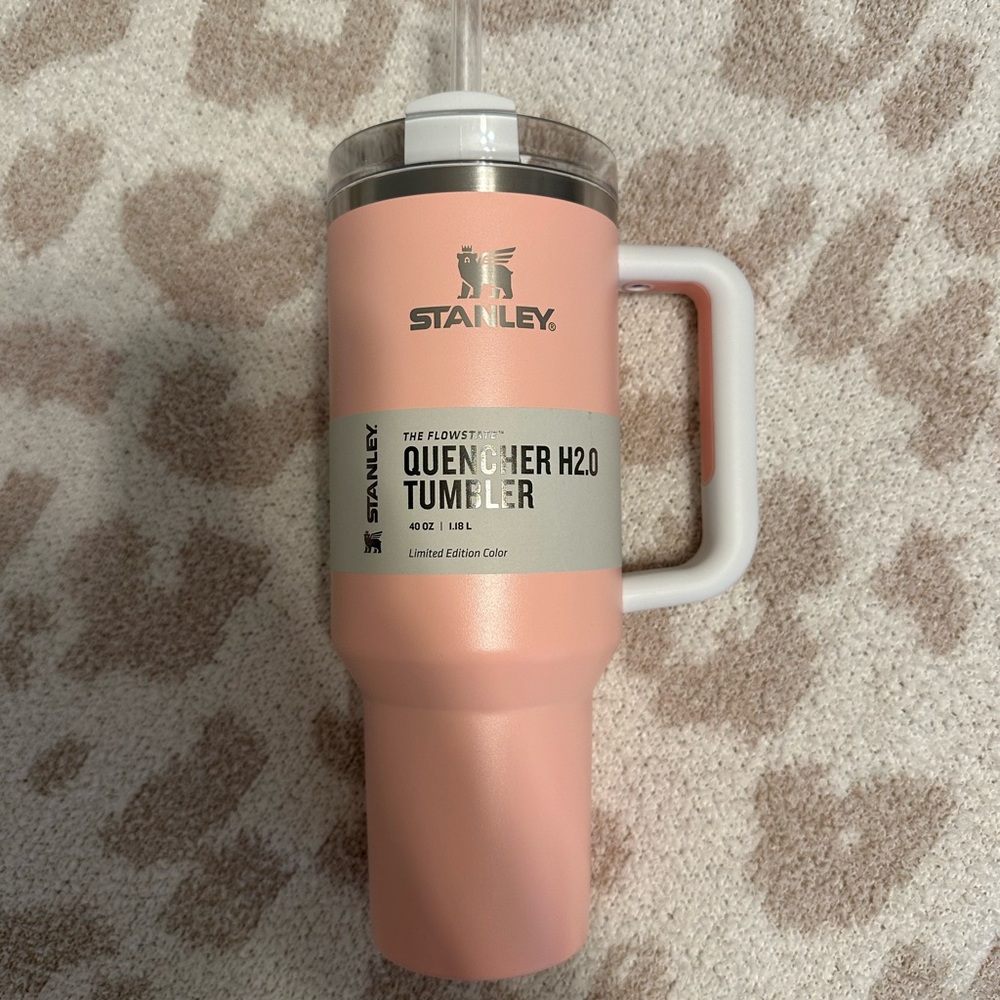 STANLEY®
STANLEY.
THE FLOWSTATE™
QUENCHER H2.0
TUMBLER
40 OZ | 1.18 L
Limited Edition Color